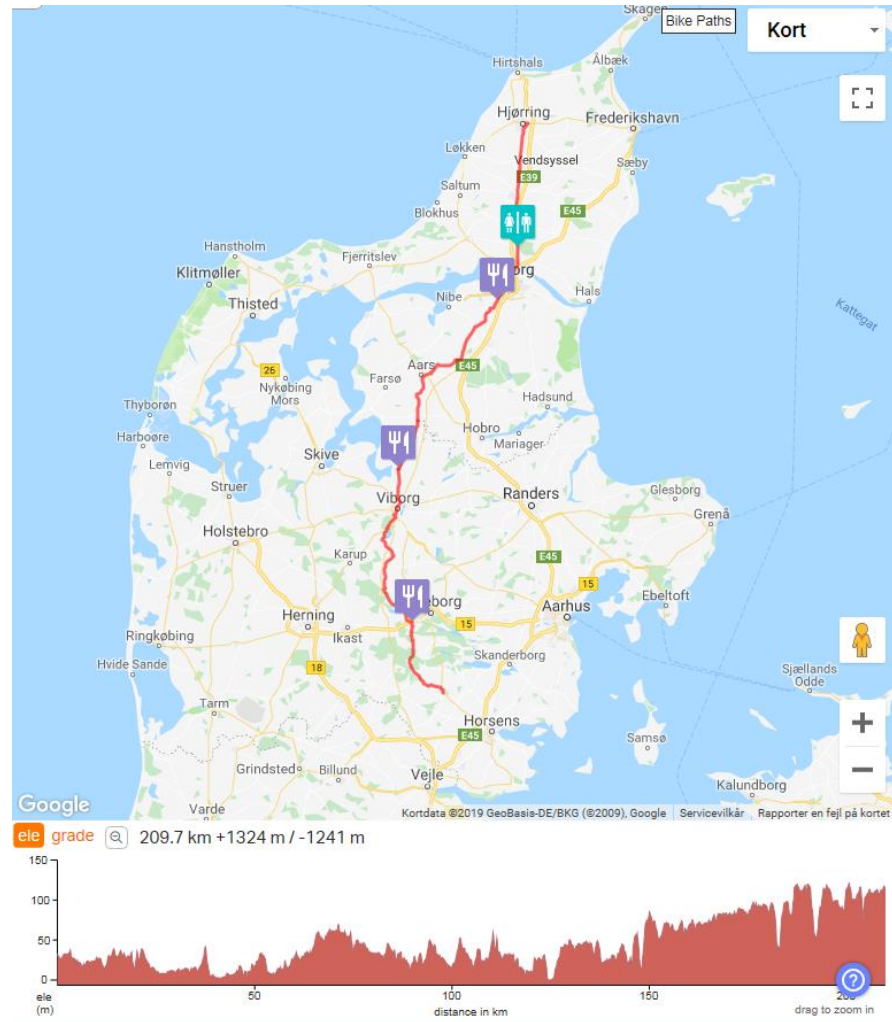 Skagen
Bike Paths
Kort
Ålbæk
Hirtshals
Hjørring
Frederikshavn
Løkken
Vendsyssel
Sæby
E39
Saltum
Blokhus
E45
Hanstholm
Fjerritslev
Klitmøller
org
Hals
Nibe
Thisted
Kattegat
Aars
E45
26
Farsø
Nykøbing
Mors
Hadsund
Thyborøn
Hobro
Mariager
Harboøre
Skive
Lemvig
Struer
Viborg
Randers
Glesborg
Grenå
Holstebro
Karup
E45
15
Ebeltoft
eborg
Aarhus
Herning
15
Ikast
Ringkøbing
Skanderborg
Hvide Sande
18
Sjællands
Odde
Tarm
Horsens
E45
Samsø
Grindsted
Billund
Vejle
Kalundborg
Varde
Google
Kortdata ©2019 GeoBasis-DE/BKG (©2009), Google Servicevilkår Rapporter en fejl på kortet
ele grade 209.7 km +1324 m / -1241 m
150
100
50
0
ele
(m)
50
100
150
distance in km
drag to zoom in